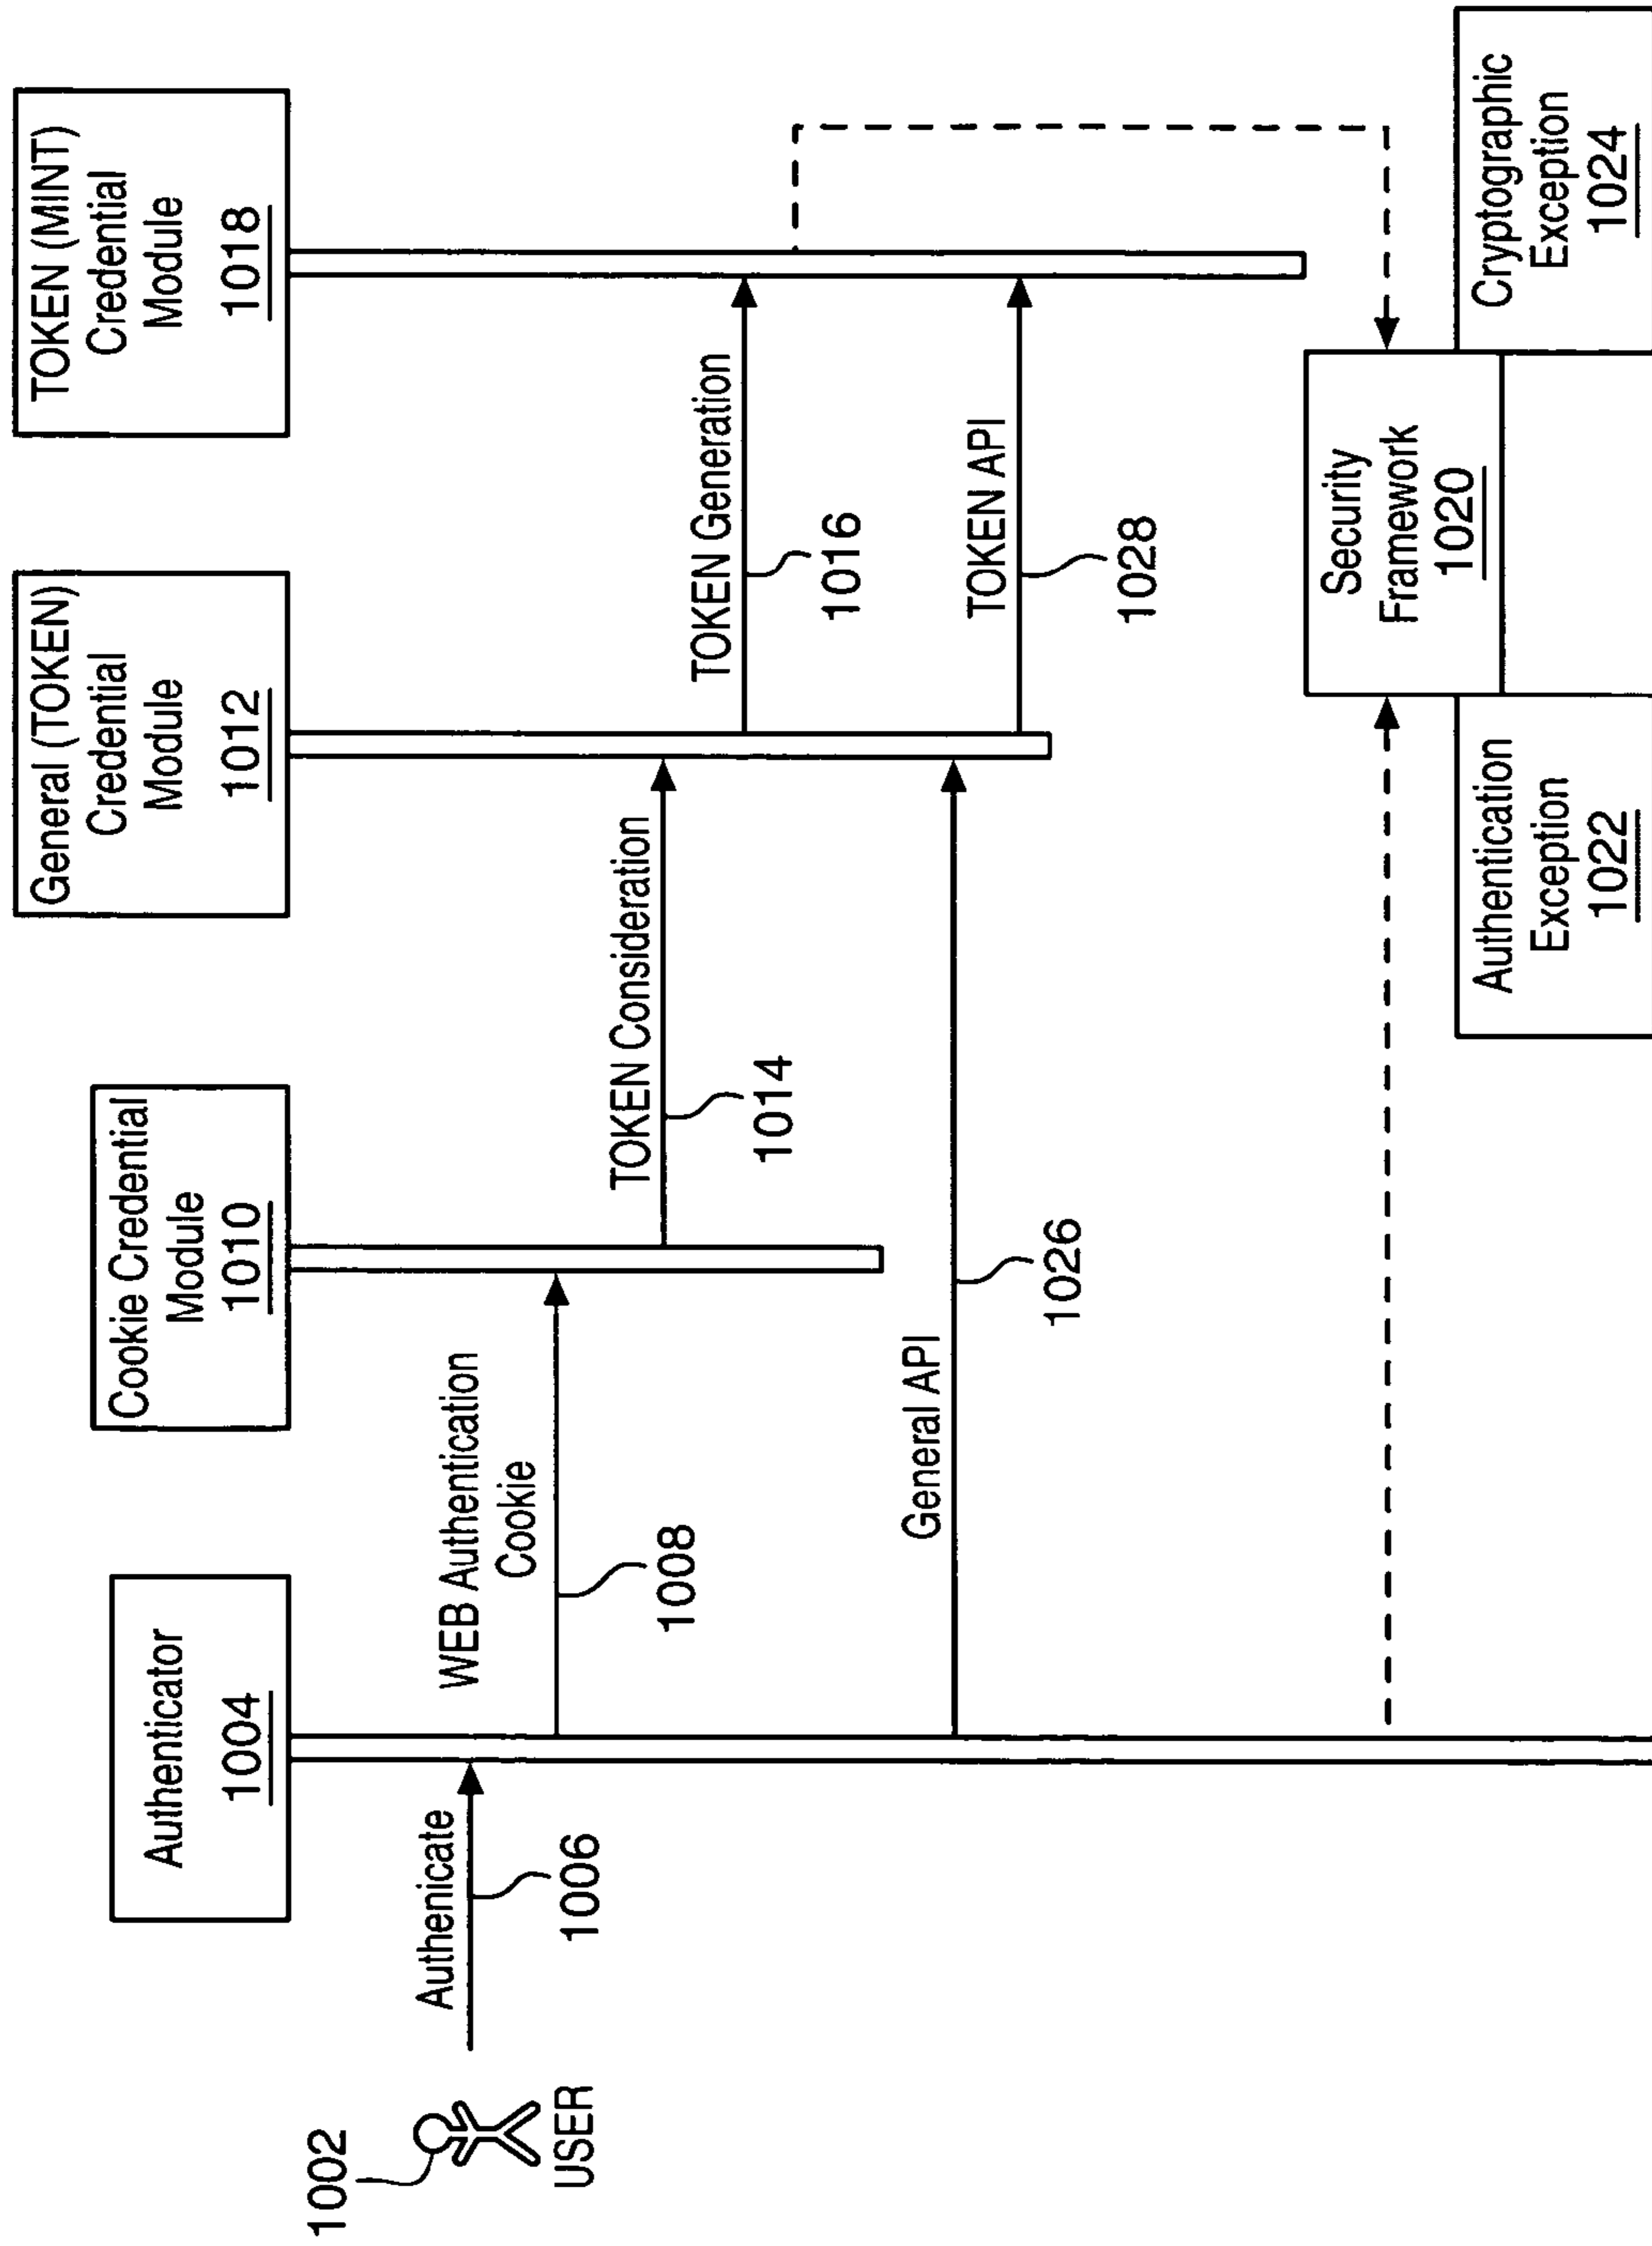 Authenticator
1004
Cookie Credential
Module
1010
General (TOKEN)
Credential
Module
1012
TOKEN (MINT)
Credential
Module
1018
1002
USER
Authenicate
1006
WEB Authentication
Cookie
1008
TOKEN Consideration
1014
TOKEN Generation
1016
General API
1026
TOKEN API
1028
Security
Framework
1020
Authentication
Exception
1022
Cryptographic
Exception
1024